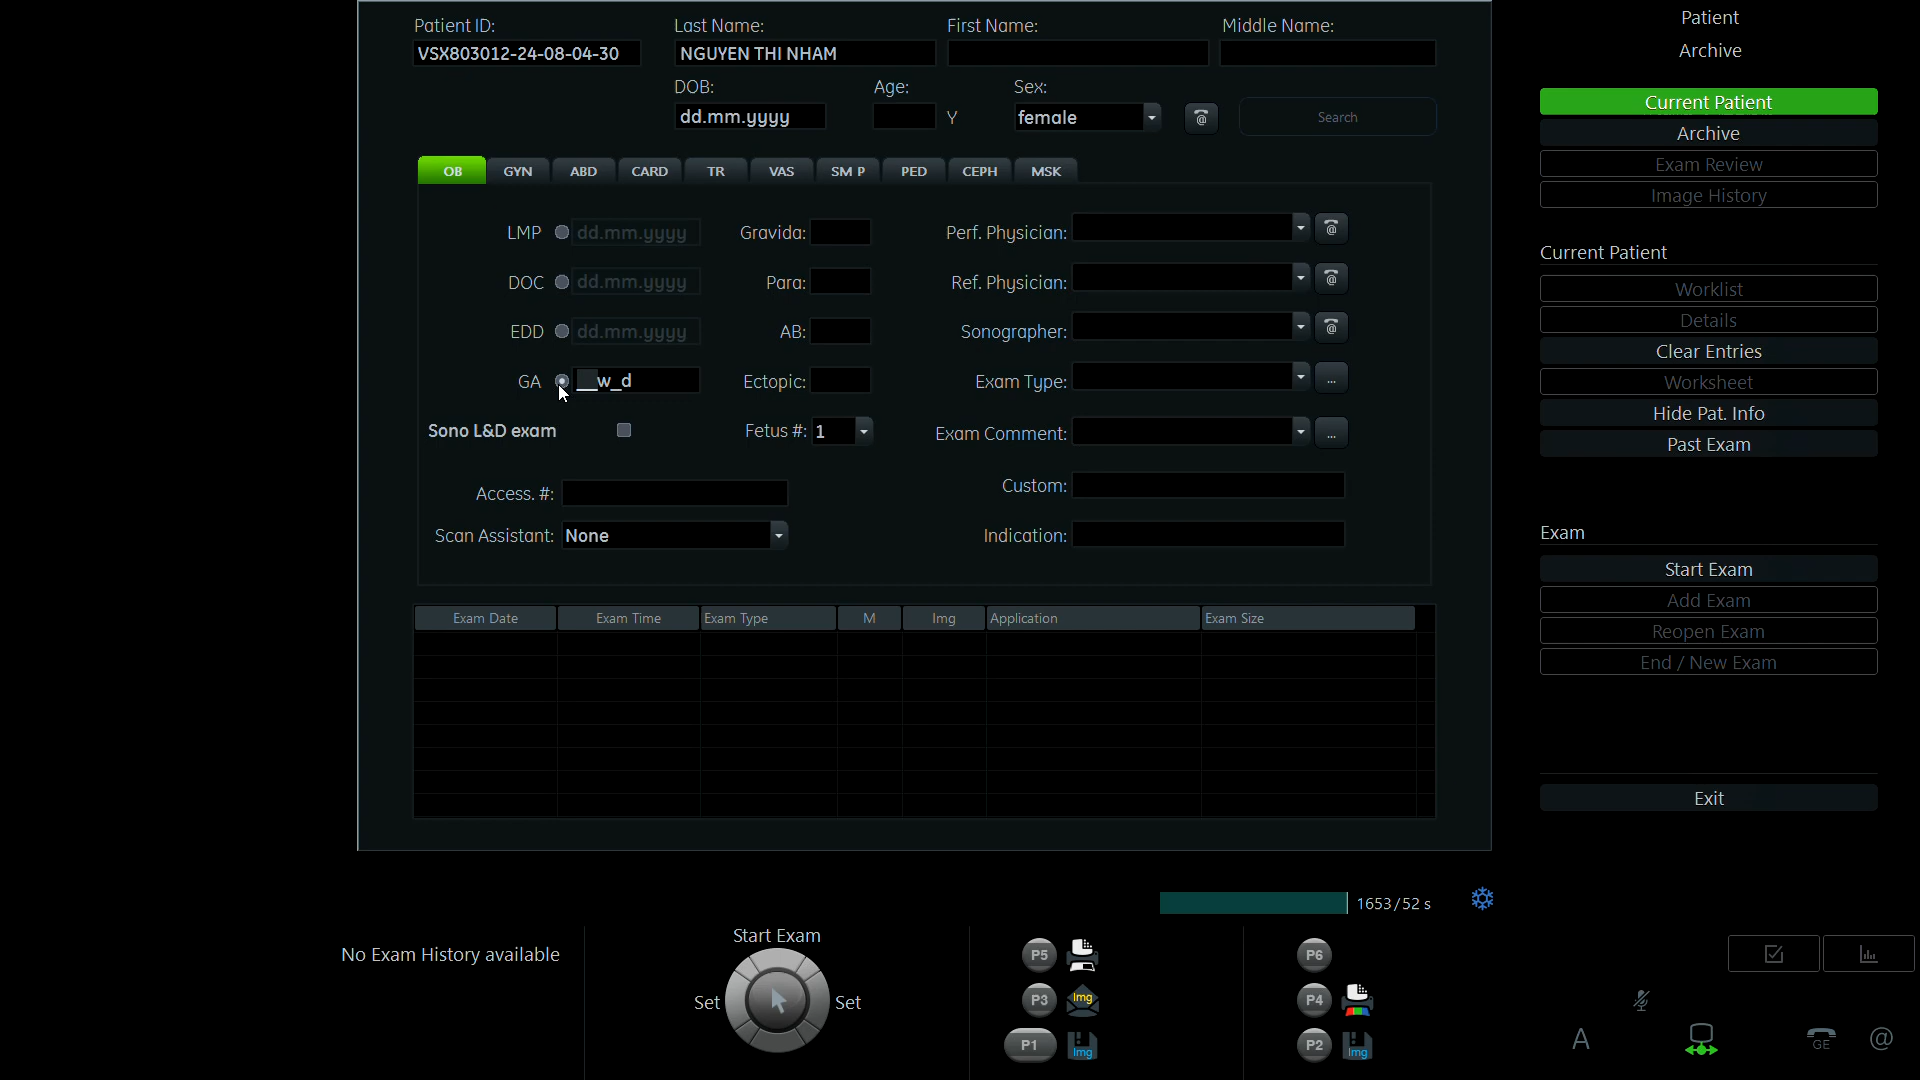 Patient ID: Last Name: First Name: Middle Name:
VSX803012-24-08-04-30 NGUYEN THI NHAM
DOB: Age: Sex:
dd.mm.yyyy Y female @ Search
OB GYN ABD CARD TR VAS SM P PED CEPH MSK
LMP dd.mm.yyyy Gravida: Perf. Physician: @
DOC dd.mm.yyyy Para: Ref. Physician: @
EDD dd.mm.yyyy AB: Sonographer: @
GA __w_d Ectopic: Exam Type: ...
Sono L&D exam Fetus #: 1 Exam Comment: ...
Access. #: Custom:
Scan Assistant: None Indication:
Exam Date Exam Time Exam Type M Img Application Exam Size
Patient
Archive
Current Patient
Archive
Exam Review
Image History
Current Patient
Worklist
Details
Clear Entries
Worksheet
Hide Pat. Info
Past Exam
Exam
Start Exam
Add Exam
Reopen Exam
End / New Exam
Exit
1653/52 s
No Exam History available
Start Exam
Set Set
P5
P3 Img
P1 Img
P6
P4
P2 Img
A GE @